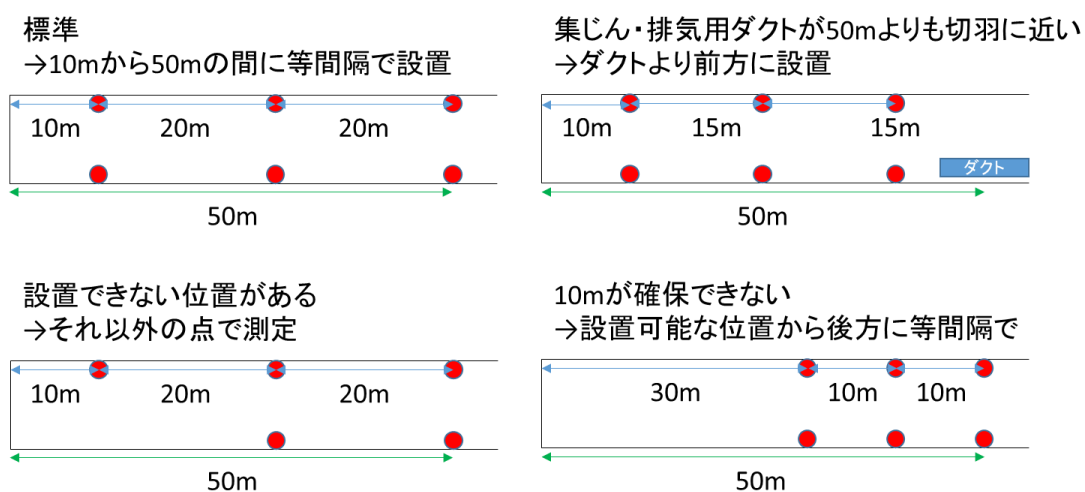 標準
→10mから50mの間に等間隔で設置
10m
20m
20m
50m
集じん・排気用ダクトが50mよりも切羽に近い
→ダクトより前方に設置
10m
15m
15m
ダクト
50m
設置できない位置がある
→それ以外の点で測定
10m
20m
20m
50m
10mが確保できない
→設置可能な位置から後方に等間隔で
30m
10m
10m
50m